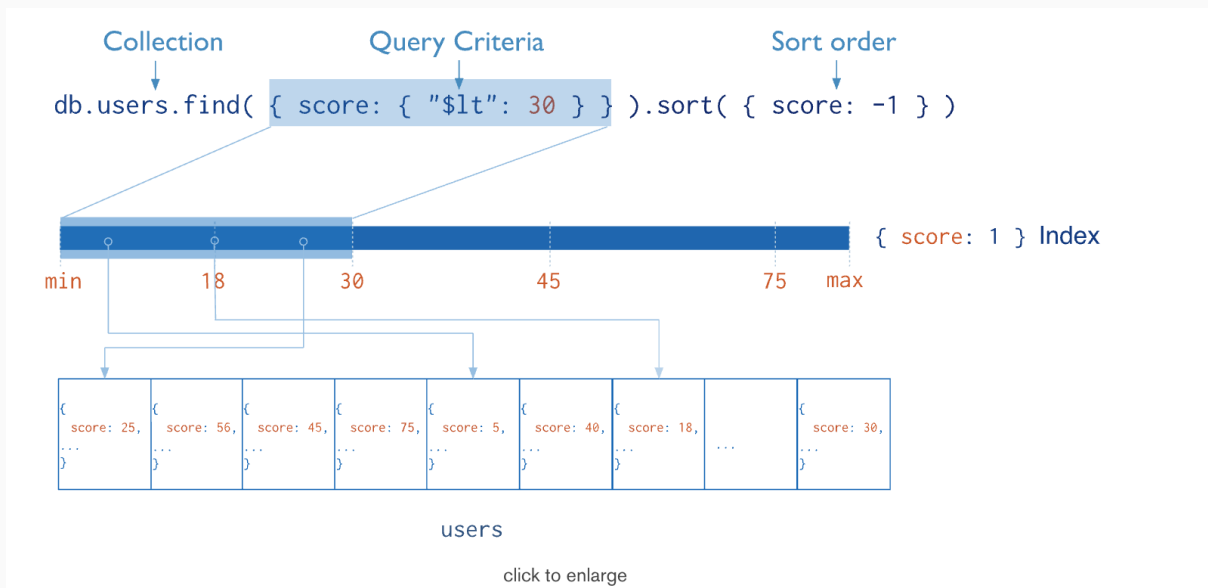 Collection Query Criteria Sort order
db.users.find( { score: { "$lt": 30 } } ).sort( { score: -1 } )
{ score: 1 } Index
min 18 30 45 75 max
{ { { { { { { {
score: 25, score: 56, score: 45, score: 75, score: 5, score: 40, score: 18, score: 30,
... ... ... ... ... ... ... ... ...
} } } } } } } }
users
click to enlarge